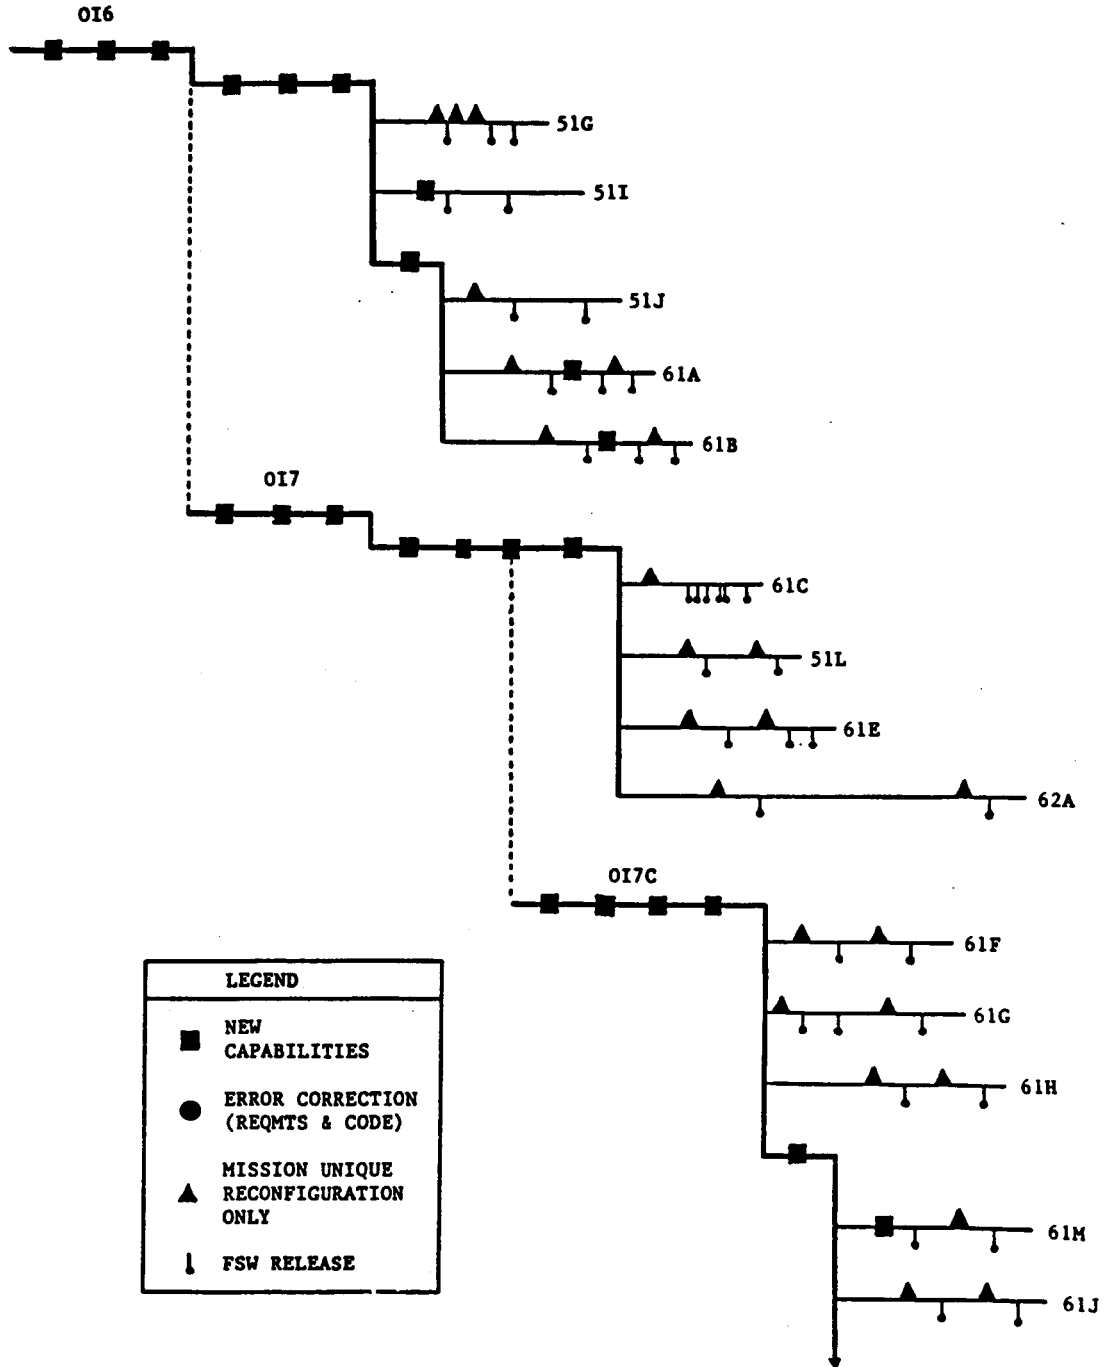 OI6
51G
51I
51J
61A
61B
OI7
61C
51L
61E
62A
OI7C
61F
61G
61H
61M
61J
LEGEND
NEW
CAPABILITIES
ERROR CORRECTION
(REQMTS & CODE)
MISSION UNIQUE
RECONFIGURATION
ONLY
FSW RELEASE